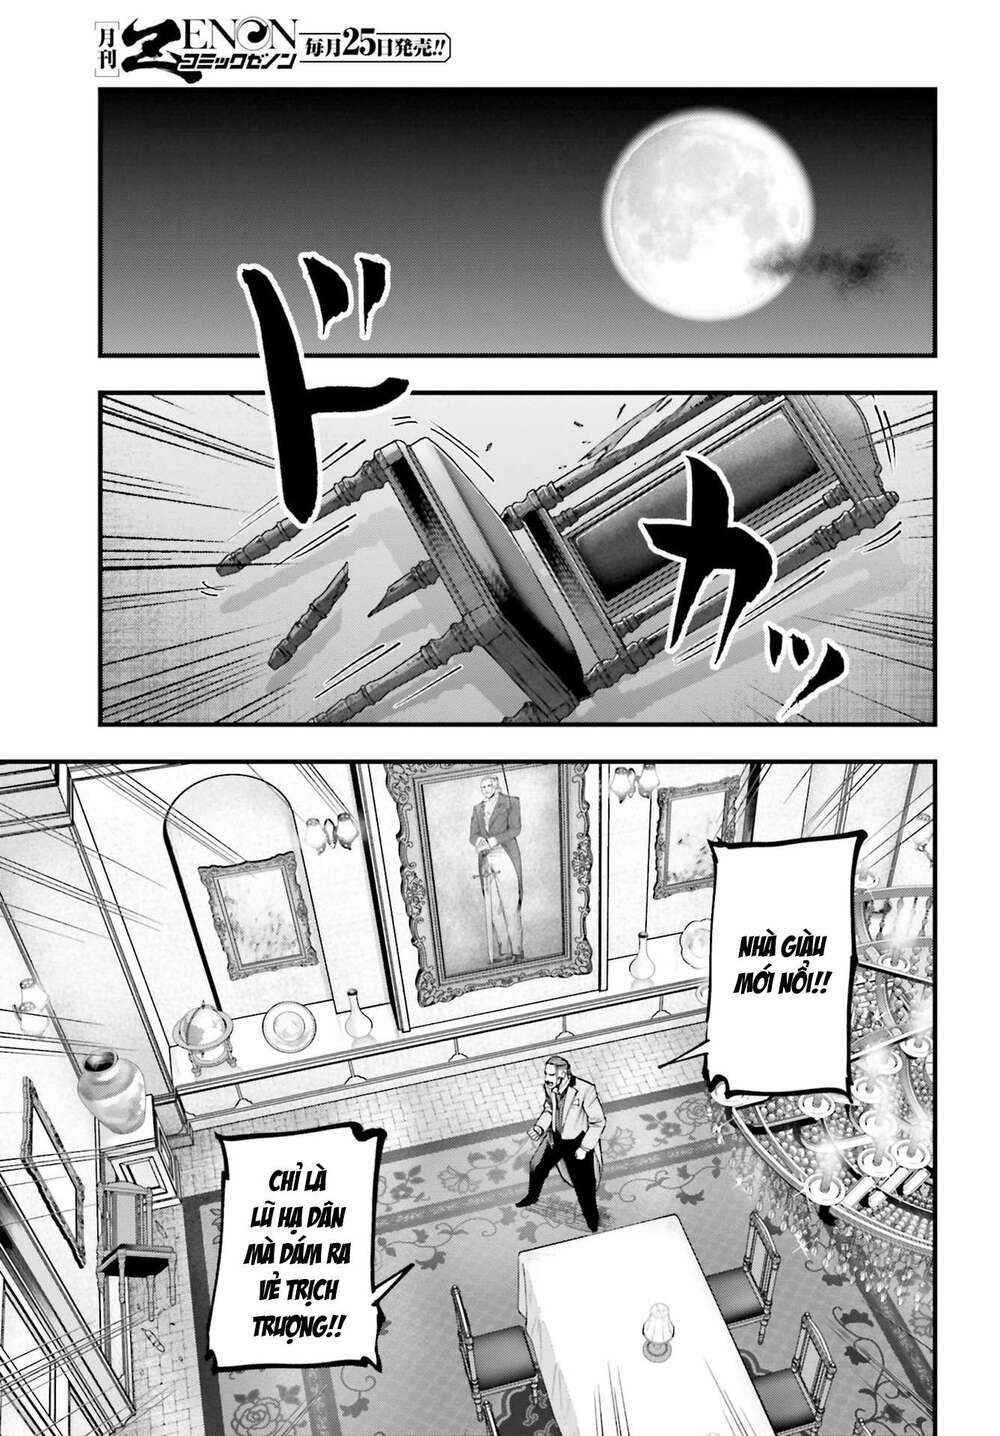 月刊 ZENON
コミックゼノン 毎月25日発売!!
ドカッ
NHÀ GIÀU
MỚI NỔI!!
CHỈ LÀ
LŨ HẠ DÂN
MÀ DÁM RA
VẺ TRỊCH
TRƯỢNG!!